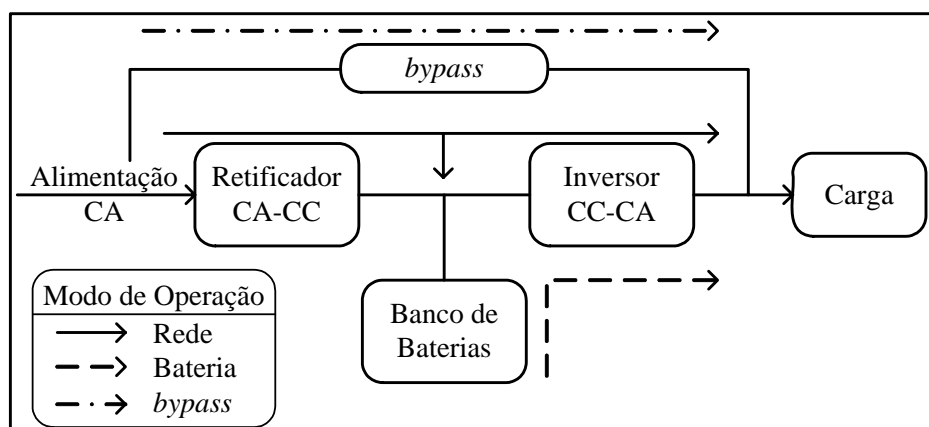 bypass
Alimentação
CA
Retificador
CA-CC
Inversor
CC-CA
Carga
Banco de
Baterias
Modo de Operação
Rede
Bateria
bypass